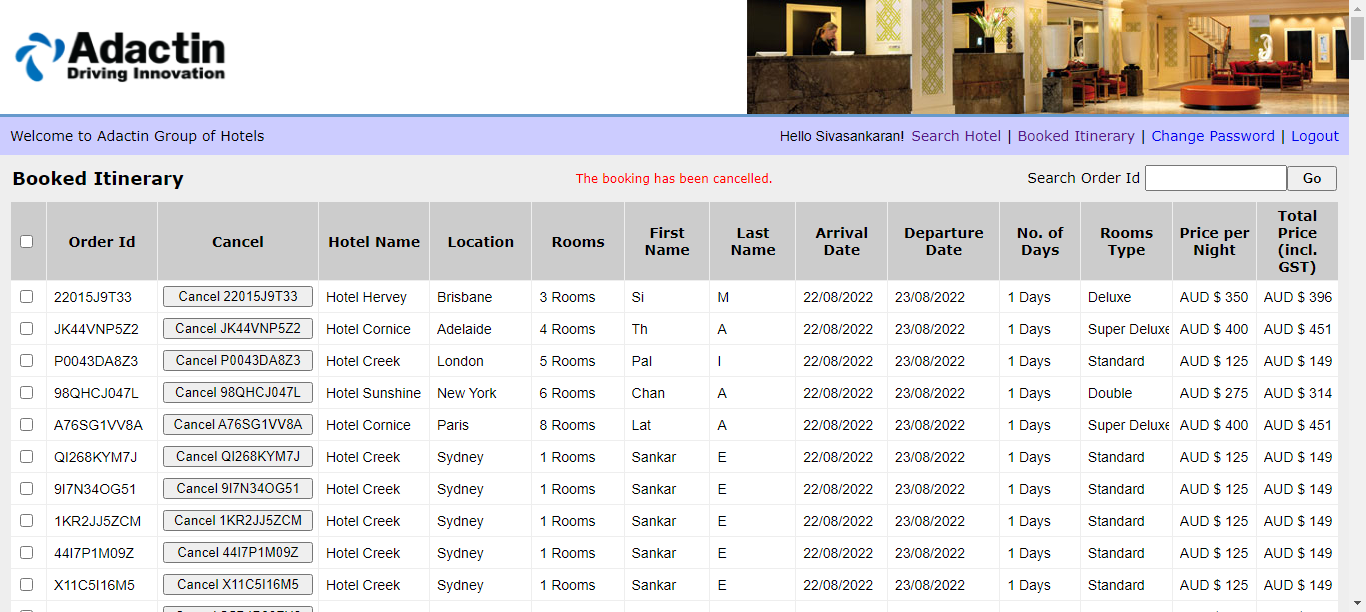 Adactin
Driving Innovation
Welcome to Adactin Group of Hotels
Hello Sivasankaran! Search Hotel | Booked Itinerary | Change Password | Logout
Booked Itinerary
The booking has been cancelled.
Search Order Id
Go
Order Id Cancel Hotel Name Location Rooms First Name Last Name Arrival Date Departure Date No. of Days Rooms Type Price per Night Total Price (incl. GST)
22015J9T33 Cancel 22015J9T33 Hotel Hervey Brisbane 3 Rooms Si M 22/08/2022 23/08/2022 1 Days Deluxe AUD $ 350 AUD $ 396
JK44VNP5Z2 Cancel JK44VNP5Z2 Hotel Cornice Adelaide 4 Rooms Th A 22/08/2022 23/08/2022 1 Days Super Deluxe AUD $ 400 AUD $ 451
P0043DA8Z3 Cancel P0043DA8Z3 Hotel Creek London 5 Rooms Pal I 22/08/2022 23/08/2022 1 Days Standard AUD $ 125 AUD $ 149
98QHCJ047L Cancel 98QHCJ047L Hotel Sunshine New York 6 Rooms Chan A 22/08/2022 23/08/2022 1 Days Double AUD $ 275 AUD $ 314
A76SG1VV8A Cancel A76SG1VV8A Hotel Cornice Paris 8 Rooms Lat A 22/08/2022 23/08/2022 1 Days Super Deluxe AUD $ 400 AUD $ 451
QI268KYM7J Cancel QI268KYM7J Hotel Creek Sydney 1 Rooms Sankar E 22/08/2022 23/08/2022 1 Days Standard AUD $ 125 AUD $ 149
9I7N34OG51 Cancel 9I7N34OG51 Hotel Creek Sydney 1 Rooms Sankar E 22/08/2022 23/08/2022 1 Days Standard AUD $ 125 AUD $ 149
1KR2JJ5ZCM Cancel 1KR2JJ5ZCM Hotel Creek Sydney 1 Rooms Sankar E 22/08/2022 23/08/2022 1 Days Standard AUD $ 125 AUD $ 149
44I7P1M09Z Cancel 44I7P1M09Z Hotel Creek Sydney 1 Rooms Sankar E 22/08/2022 23/08/2022 1 Days Standard AUD $ 125 AUD $ 149
X11C5I16M5 Cancel X11C5I16M5 Hotel Creek Sydney 1 Rooms Sankar E 22/08/2022 23/08/2022 1 Days Standard AUD $ 125 AUD $ 149